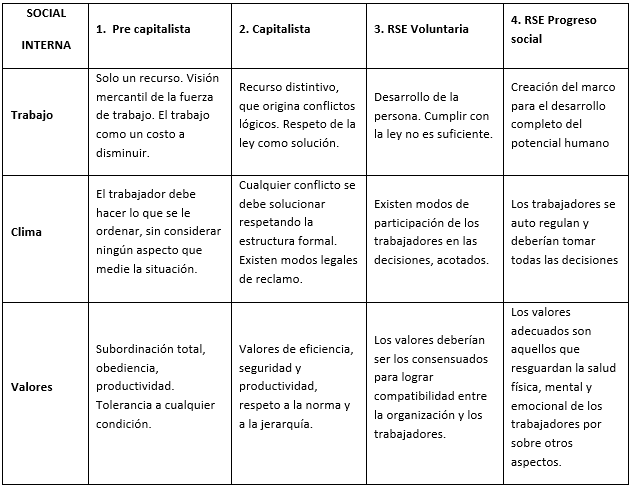 SOCIAL
INTERNA
1. Pre capitalista
2. Capitalista
3. RSE Voluntaria
4. RSE Progreso
social
Trabajo
Solo un recurso. Visión
mercantil de la fuerza
de trabajo. El trabajo
como un costo a
disminuir.
Recurso distintivo,
que origina conflictos
lógicos. Respeto de la
ley como solución.
Desarrollo de la
persona. Cumplir con
la ley no es suficiente.
Creación del marco
para el desarrollo
completo del
potencial humano
Clima
El trabajador debe
hacer lo que se le
ordenar, sin considerar
ningún aspecto que
medie la situación.
Cualquier conflicto se
debe solucionar
respetando la
estructura formal.
Existen modos legales
de reclamo.
Existen modos de
participación de los
trabajadores en las
decisiones, acotados.
Los trabajadores se
auto regulan y
deberían tomar
todas las decisiones
Valores
Subordinación total,
obediencia,
productividad.
Tolerancia a cualquier
condición.
Valores de eficiencia,
seguridad y
productividad,
respeto a la norma y
a la jerarquía.
Los valores deberían
ser los consensuados
para lograr
compatibilidad entre
la organización y los
trabajadores.
Los valores
adecuados son
aquellos que
resguardan la salud
física, mental y
emocional de los
trabajadores por
sobre otros
aspectos.